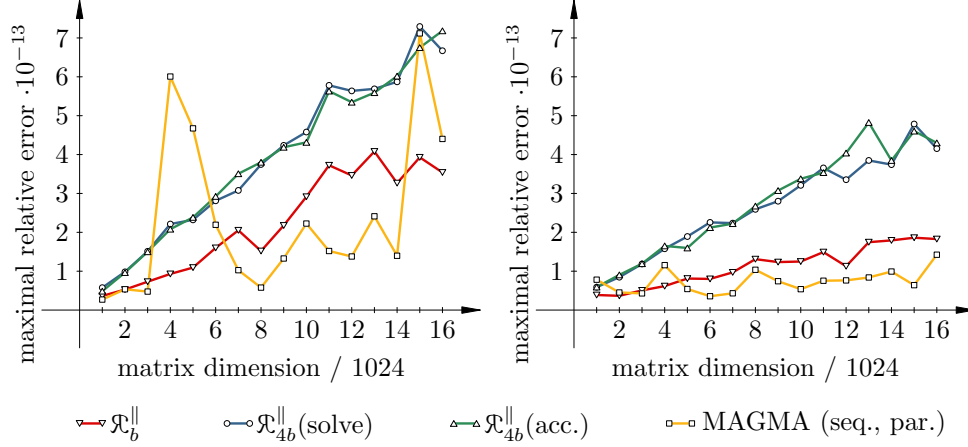 maximal relative error ·10⁻¹³
7
6
5
4
3
2
1
2 4 6 8 10 12 14 16
matrix dimension / 1024
maximal relative error ·10⁻¹³
7
6
5
4
3
2
1
2 4 6 8 10 12 14 16
matrix dimension / 1024
ℜ_b^∥ ℜ_{4b}^∥(solve) ℜ_{4b}^∥(acc.) MAGMA (seq., par.)